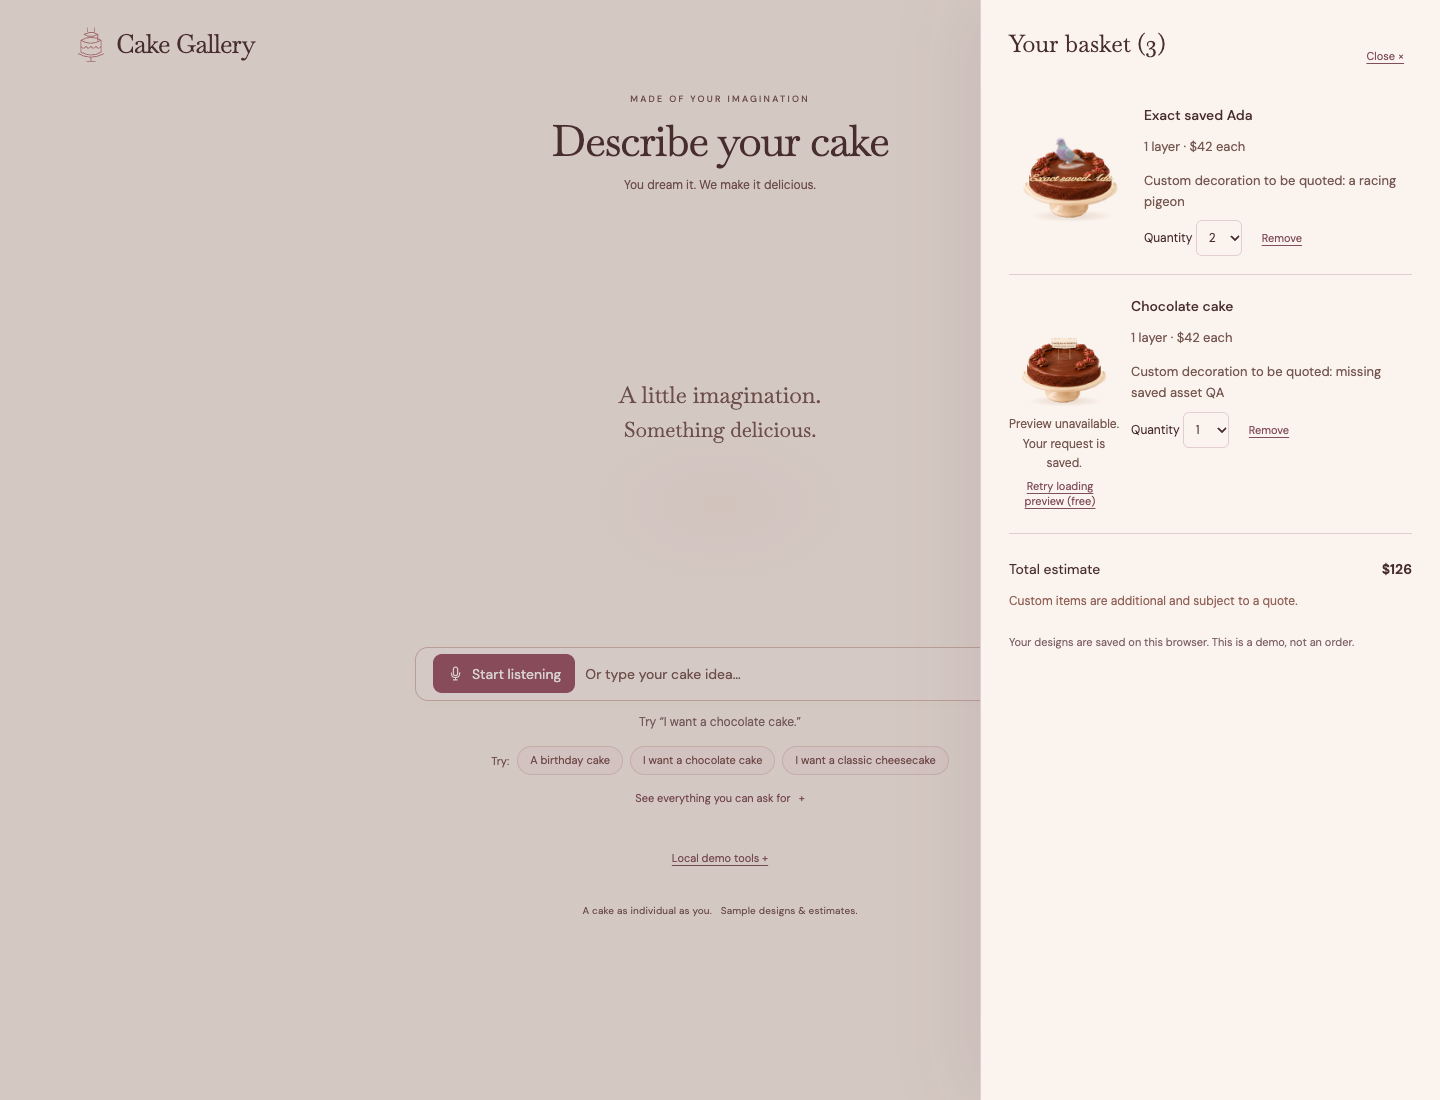 Cake Gallery
MADE OF YOUR IMAGINATION
Describe your cake
You dream it. We make it delicious.
A little imagination.
Something delicious.
Start listening
Or type your cake idea...
Try “I want a chocolate cake.”
Try:
A birthday cake
I want a chocolate cake
I want a classic cheesecake
See everything you can ask for +
Local demo tools +
A cake as individual as you. Sample designs & estimates.
Your basket (3)
Close ×
Exact saved Ada
Exact saved Ada
1 layer · $42 each
Custom decoration to be quoted: a racing
pigeon
Quantity 2
Remove
Chocolate cake
1 layer · $42 each
Custom decoration to be quoted: missing
saved asset QA
Quantity 1
Remove
Preview unavailable.
Your request is
saved.
Retry loading
preview (free)
Total estimate
$126
Custom items are additional and subject to a quote.
Your designs are saved on this browser. This is a demo, not an order.